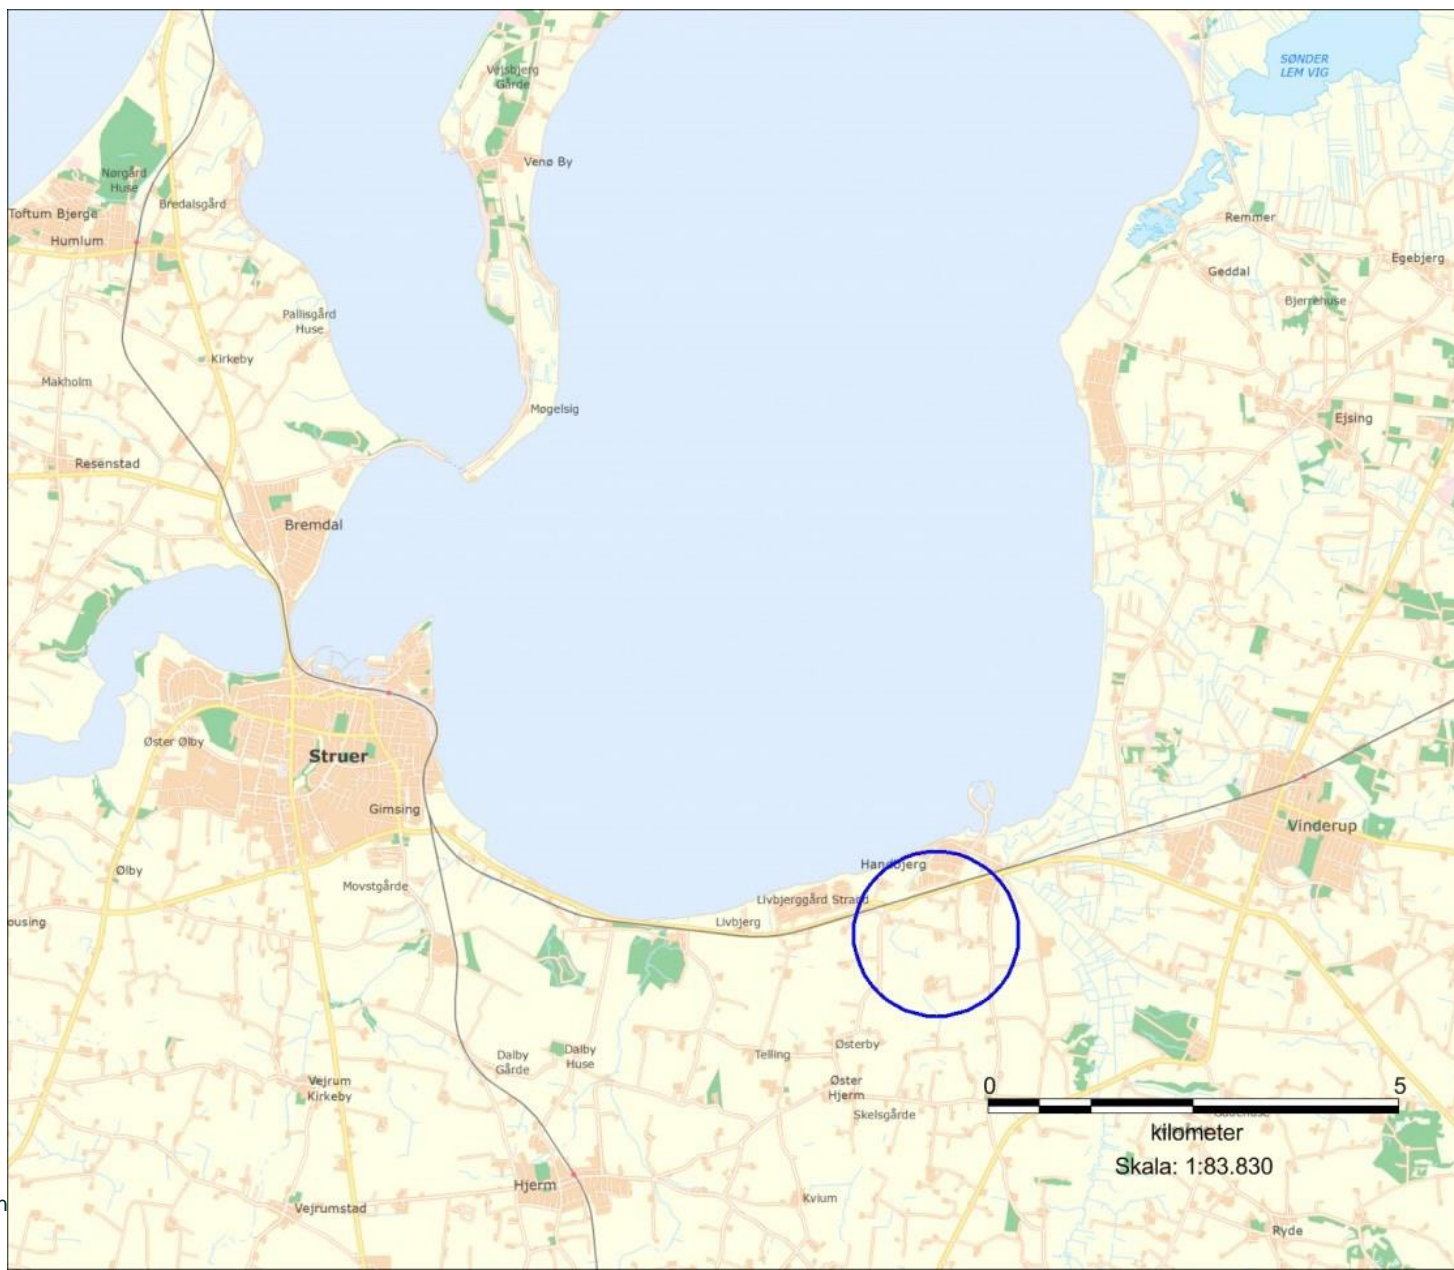 SØNDER
LEM VIG
Vejsbjerg
Gårde
Venø By
Nørgård
Huse
Bredalsgård
Toftum Bjerge
Humlum
Remmer
Geddal
Egebjerg
Bjerrehuse
Pallisgård
Huse
Kirkeby
Makholm
Mogelsig
Ejsing
Resenstad
Bremdal
Øster Ølby
Struer
Gimsing
Vinderup
Handbjerg
Ølby
Movstgårde
Livbjerggård Strand
ousing
Livbjerg
Dalby
Gårde
Dalby
Huse
Telling
Østerby
Vejrum
Kirkeby
Øster
Hjerm
Skelsgårde
0
5
kilometer
Skala: 1:83.830
Hjerm
Kvium
Vejrumstad
Ryde